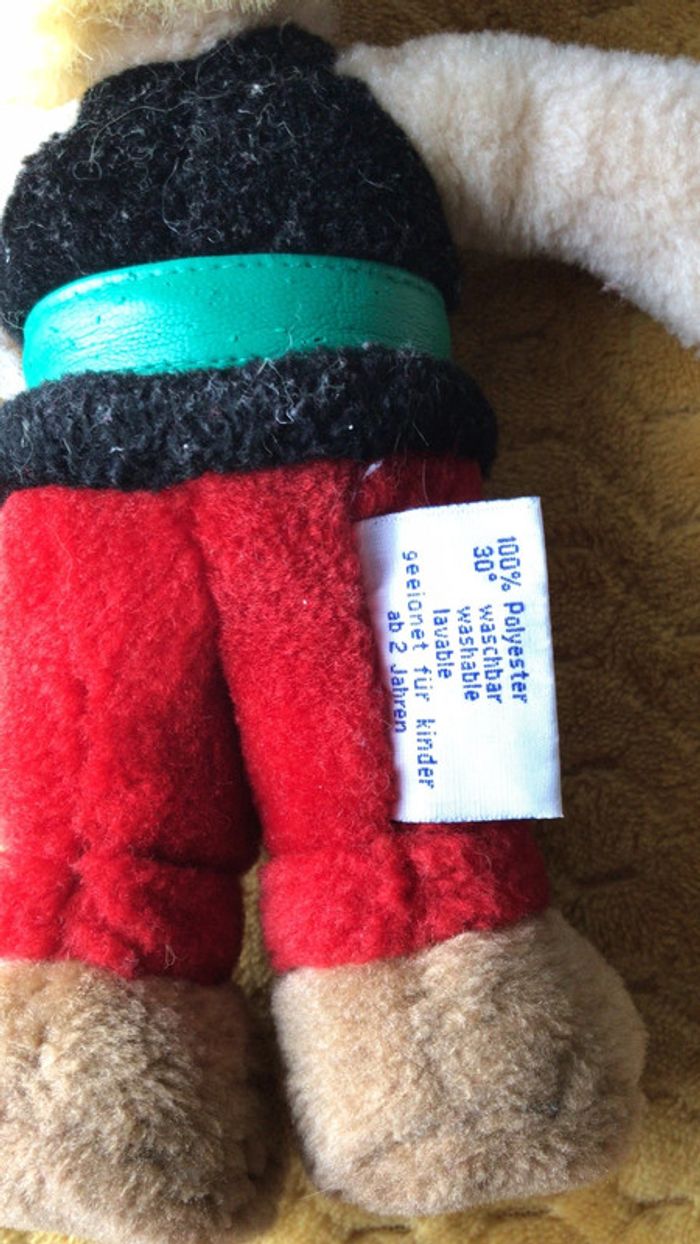 100% Polyester
30° waschbar
washable
lavable
geeignet für kinder
ab 2 Jahren